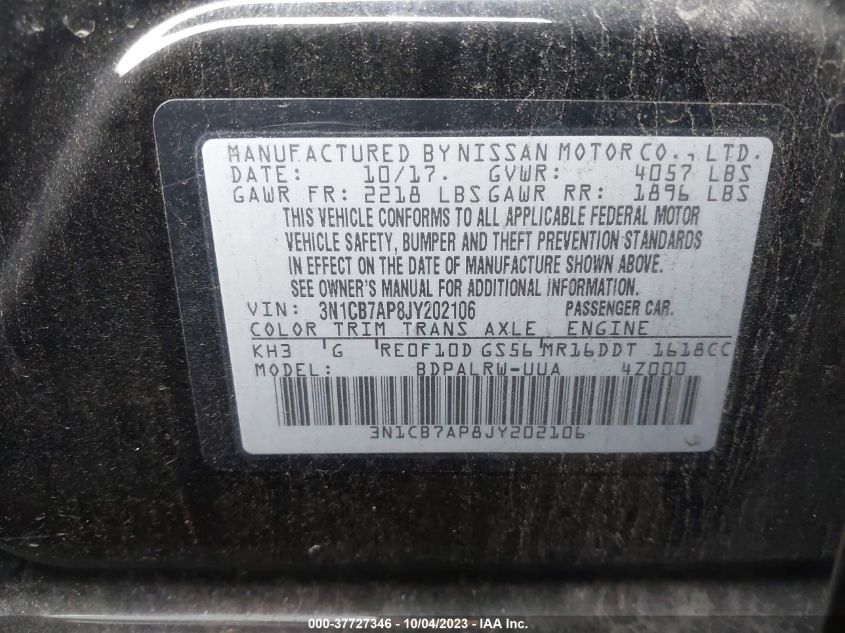 MANUFACTURED BY NISSAN MOTOR CO., LTD.
DATE: 10/17. GVWR: 4057 LBS
GAWR FR: 2218 LBS GAWR RR: 1896 LBS
THIS VEHICLE CONFORMS TO ALL APPLICABLE FEDERAL MOTOR
VEHICLE SAFETY, BUMPER AND THEFT PREVENTION STANDARDS
IN EFFECT ON THE DATE OF MANUFACTURE SHOWN ABOVE.
SEE OWNER'S MANUAL FOR ADDITIONAL INFORMATION.
VIN: 3N1CB7AP8JY202106 PASSENGER CAR.
COLOR TRIM TRANS AXLE ENGINE
KH3 G RE0F10D GS56 MR16DDT 1618CC
MODEL: BDPALRW-UUA 4Z000
3N1CB7AP8JY202106
000-37727346 - 10/04/2023 - IAA Inc.